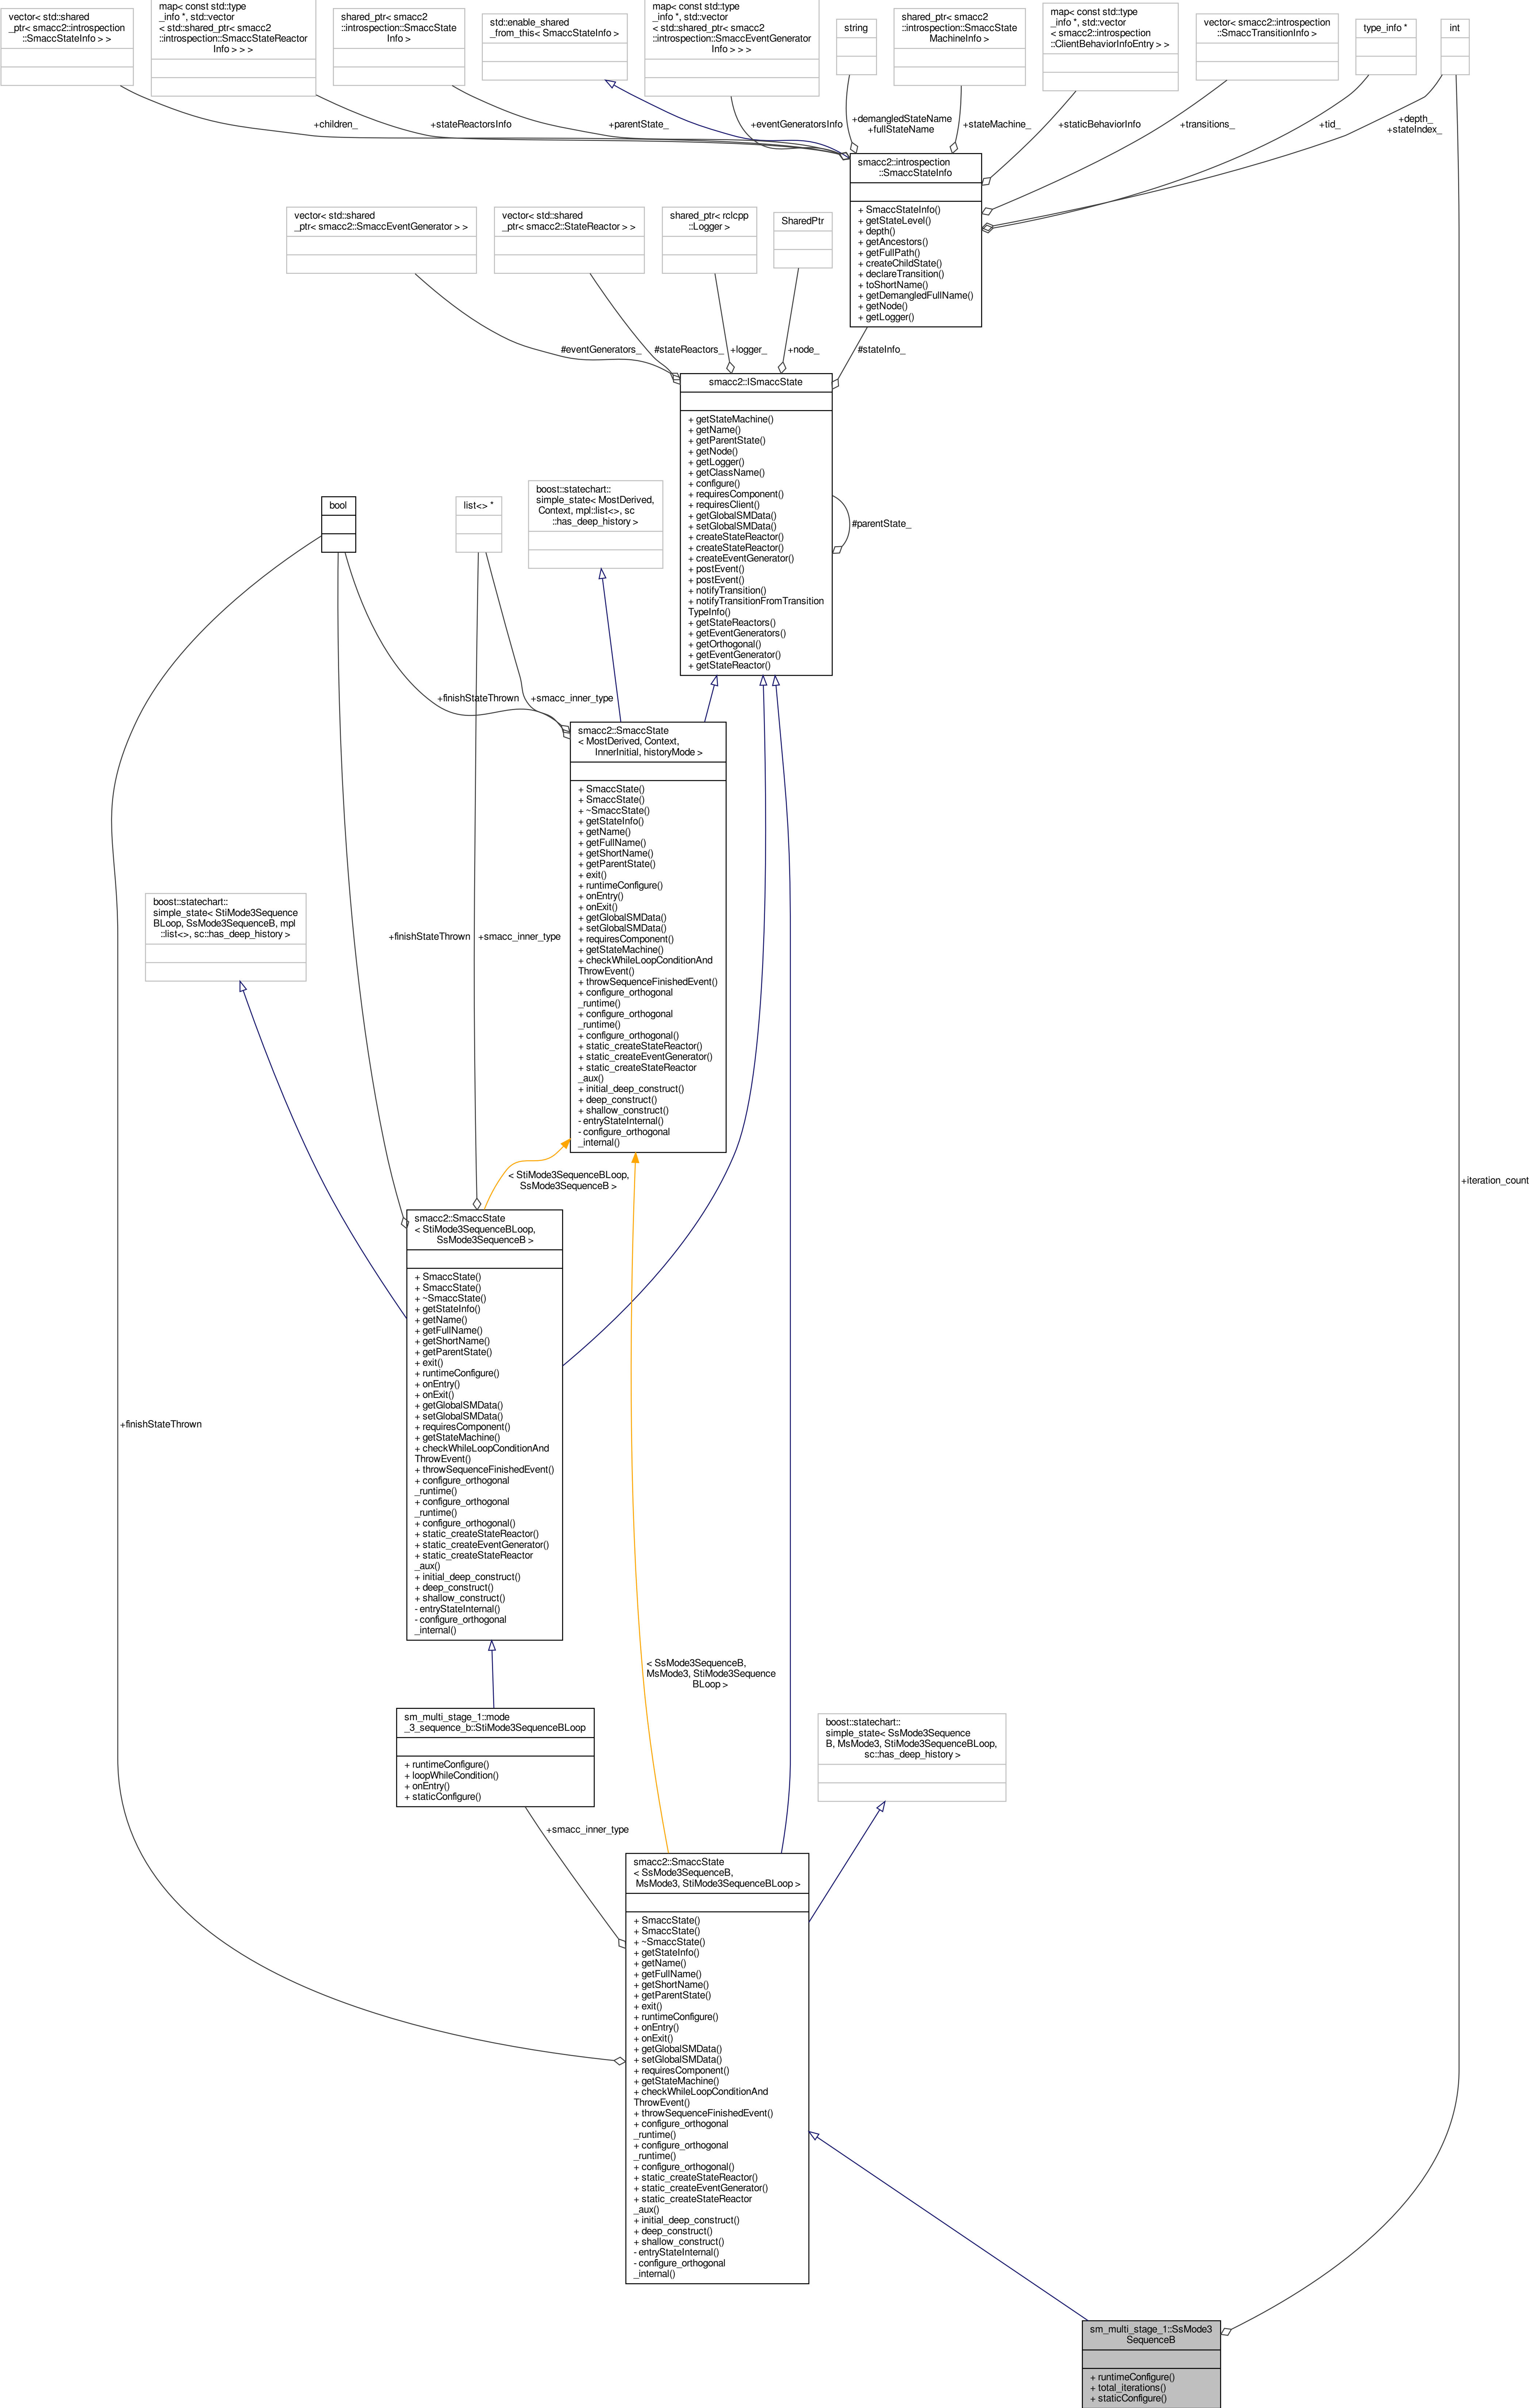 vector< std::shared
_ptr< smacc2::introspection
::SmaccStateInfo > >
map< const std::type
_info *, std::vector
< std::shared_ptr< smacc2
::introspection::SmaccStateReactor
Info > > >
shared_ptr< smacc2
::introspection::SmaccState
Info >
std::enable_shared
_from_this< SmaccStateInfo >
map< const std::type
_info *, std::vector
< std::shared_ptr< smacc2
::introspection::SmaccEventGenerator
Info > > >
string
shared_ptr< smacc2
::introspection::SmaccState
MachineInfo >
map< const std::type
_info *, std::vector
< smacc2::introspection
::ClientBehaviorInfoEntry > >
vector< smacc2::introspection
::SmaccTransitionInfo >
type_info *
int
+children_
+stateReactorsInfo
+parentState_
+eventGeneratorsInfo
+demangledStateName
+fullStateName
+stateMachine_
+staticBehaviorInfo
+transitions_
+tid_
+depth_
+stateIndex_
smacc2::introspection
::SmaccStateInfo
+ SmaccStateInfo()
+ getStateLevel()
+ depth()
+ getAncestors()
+ getFullPath()
+ createChildState()
+ declareTransition()
+ toShortName()
+ getDemangledFullName()
+ getNode()
+ getLogger()
vector< std::shared
_ptr< smacc2::SmaccEventGenerator > >
vector< std::shared
_ptr< smacc2::StateReactor > >
shared_ptr< rclcpp
::Logger >
SharedPtr
#eventGenerators_
#stateReactors_
+logger_
+node_
#stateInfo_
smacc2::ISmaccState
+ getStateMachine()
+ getName()
+ getParentState()
+ getNode()
+ getLogger()
+ getClassName()
+ configure()
+ requiresComponent()
+ requiresClient()
+ getGlobalSMData()
+ setGlobalSMData()
+ createStateReactor()
+ createStateReactor()
+ createEventGenerator()
+ postEvent()
+ postEvent()
+ notifyTransition()
+ notifyTransitionFromTransition
TypeInfo()
+ getStateReactors()
+ getEventGenerators()
+ getOrthogonal()
+ getEventGenerator()
+ getStateReactor()
#parentState_
bool
list<> *
boost::statechart::
simple_state< MostDerived,
Context, mpl::list<>, sc
::has_deep_history >
+finishStateThrown
+smacc_inner_type
smacc2::SmaccState
< MostDerived, Context,
InnerInitial, historyMode >
+ SmaccState()
+ SmaccState()
+ ~SmaccState()
+ getStateInfo()
+ getName()
+ getFullName()
+ getShortName()
+ getParentState()
+ exit()
+ runtimeConfigure()
+ onEntry()
+ onExit()
+ getGlobalSMData()
+ setGlobalSMData()
+ requiresComponent()
+ getStateMachine()
+ checkWhileLoopConditionAnd
ThrowEvent()
+ throwSequenceFinishedEvent()
+ configure_orthogonal
_runtime()
+ configure_orthogonal
_runtime()
+ configure_orthogonal()
+ static_createStateReactor()
+ static_createEventGenerator()
+ static_createStateReactor
_aux()
+ initial_deep_construct()
+ deep_construct()
+ shallow_construct()
- entryStateInternal()
- configure_orthogonal
_internal()
boost::statechart::
simple_state< StiMode3Sequence
BLoop, SsMode3SequenceB, mpl
::list<>, sc::has_deep_history >
+finishStateThrown
+smacc_inner_type
< StiMode3SequenceBLoop,
SsMode3SequenceB >
+iteration_count
smacc2::SmaccState
< StiMode3SequenceBLoop,
SsMode3SequenceB >
+ SmaccState()
+ SmaccState()
+ ~SmaccState()
+ getStateInfo()
+ getName()
+ getFullName()
+ getShortName()
+ getParentState()
+ exit()
+ runtimeConfigure()
+ onEntry()
+ onExit()
+ getGlobalSMData()
+ setGlobalSMData()
+ requiresComponent()
+ getStateMachine()
+ checkWhileLoopConditionAnd
ThrowEvent()
+ throwSequenceFinishedEvent()
+ configure_orthogonal
_runtime()
+ configure_orthogonal
_runtime()
+ configure_orthogonal()
+ static_createStateReactor()
+ static_createEventGenerator()
+ static_createStateReactor
_aux()
+ initial_deep_construct()
+ deep_construct()
+ shallow_construct()
- entryStateInternal()
- configure_orthogonal
_internal()
+finishStateThrown
< SsMode3SequenceB,
MsMode3, StiMode3Sequence
BLoop >
sm_multi_stage_1::mode
_3_sequence_b::StiMode3SequenceBLoop
+ runtimeConfigure()
+ loopWhileCondition()
+ onEntry()
+ staticConfigure()
boost::statechart::
simple_state< SsMode3Sequence
B, MsMode3, StiMode3SequenceBLoop,
sc::has_deep_history >
+smacc_inner_type
smacc2::SmaccState
< SsMode3SequenceB,
MsMode3, StiMode3SequenceBLoop >
+ SmaccState()
+ SmaccState()
+ ~SmaccState()
+ getStateInfo()
+ getName()
+ getFullName()
+ getShortName()
+ getParentState()
+ exit()
+ runtimeConfigure()
+ onEntry()
+ onExit()
+ getGlobalSMData()
+ setGlobalSMData()
+ requiresComponent()
+ getStateMachine()
+ checkWhileLoopConditionAnd
ThrowEvent()
+ throwSequenceFinishedEvent()
+ configure_orthogonal
_runtime()
+ configure_orthogonal
_runtime()
+ configure_orthogonal()
+ static_createStateReactor()
+ static_createEventGenerator()
+ static_createStateReactor
_aux()
+ initial_deep_construct()
+ deep_construct()
+ shallow_construct()
- entryStateInternal()
- configure_orthogonal
_internal()
sm_multi_stage_1::SsMode3
SequenceB
+ runtimeConfigure()
+ total_iterations()
+ staticConfigure()